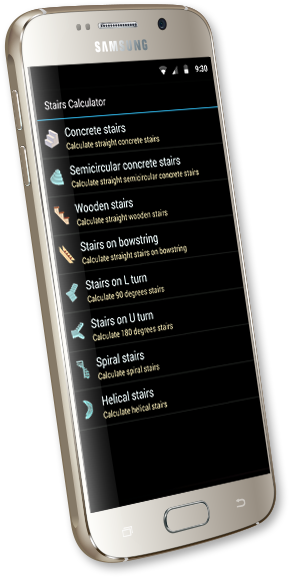 SAMSUNG
9:30
Stairs Calculator
Concrete stairs
Calculate straight concrete stairs
Semicircular concrete stairs
Calculate straight semicircular concrete stairs
Wooden stairs
Calculate straight wooden stairs
Stairs on bowstring
Calculate straight stairs on bowstring
Stairs on L turn
Calculate 90 degrees stairs
Stairs on U turn
Calculate 180 degrees stairs
Spiral stairs
Calculate spiral stairs
Helical stairs
Calculate helical stairs